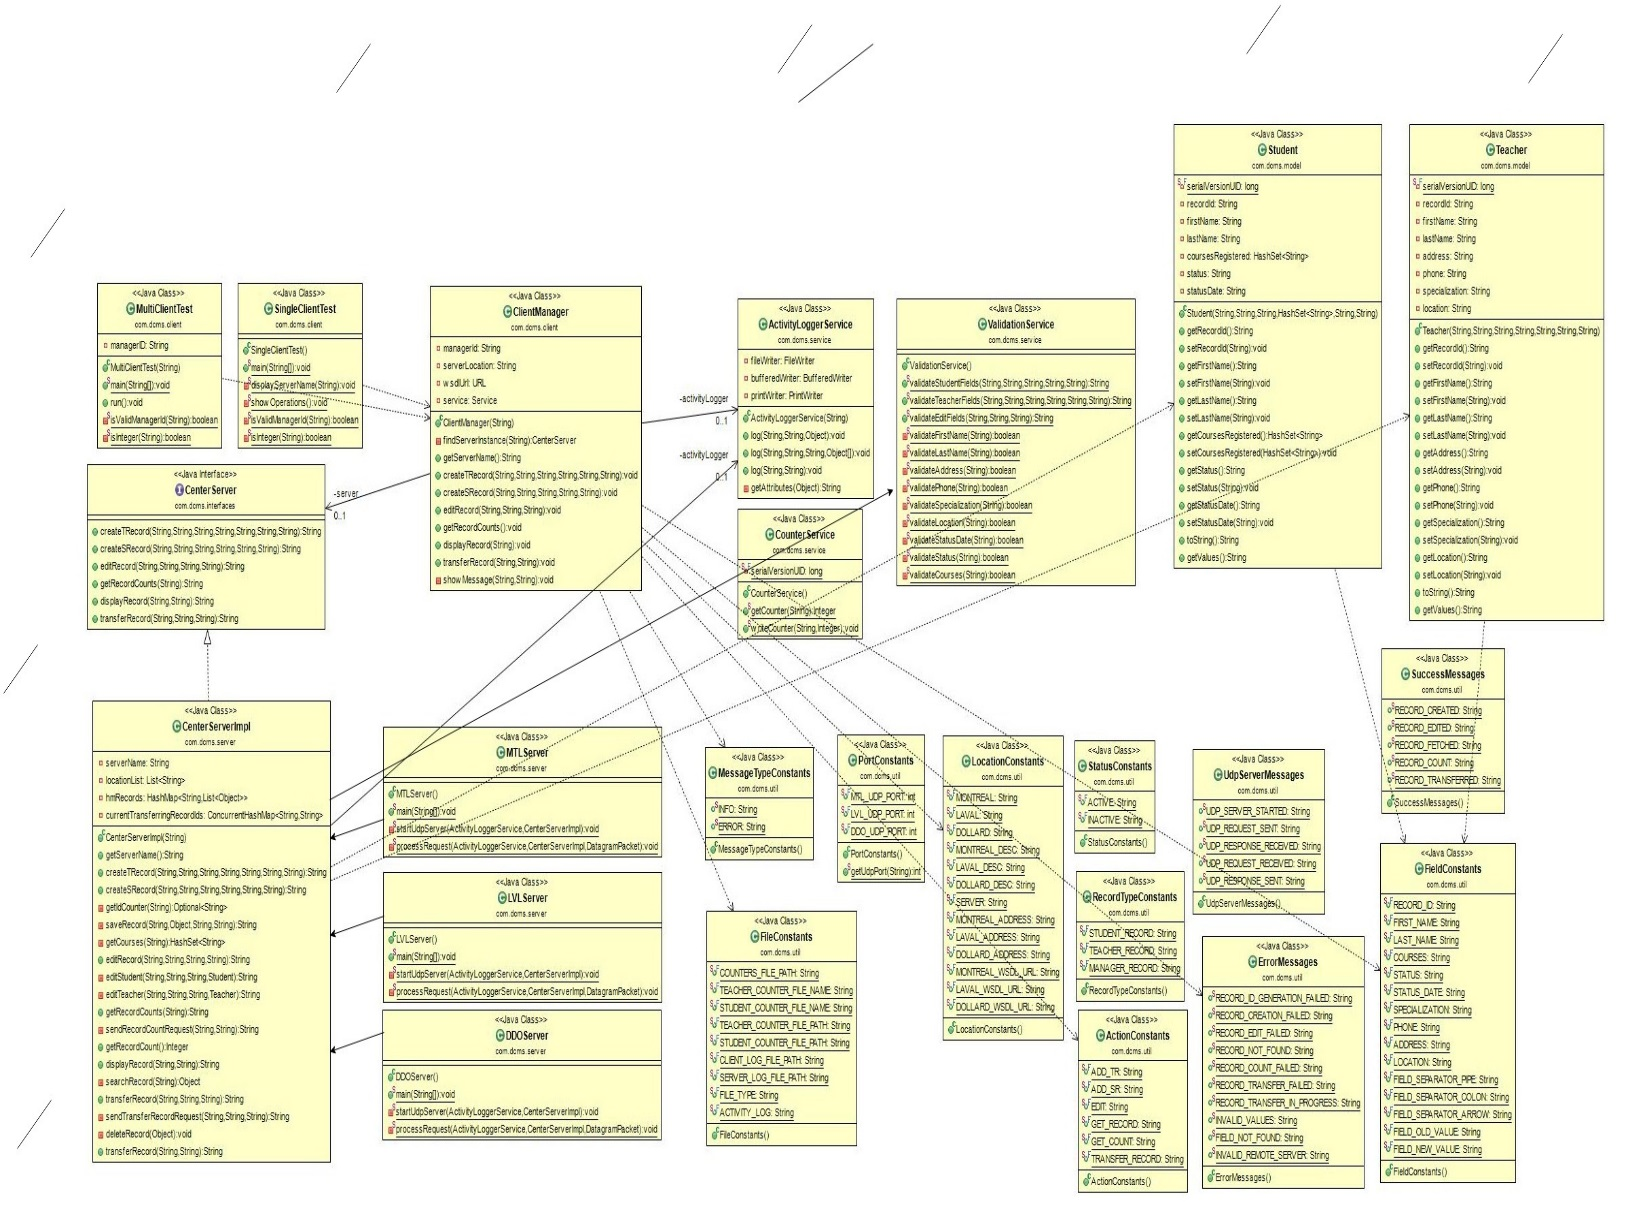 <<Java Class>>
MultiClientTest
com.dcms.client
managerID: String
MultiClientTest(String)
main(String[]):void
run():void
isValidManagerId(String):boolean
isInteger(String):boolean
<<Java Class>>
SingleClientTest
com.dcms.client
SingleClientTest()
main(String[]):void
displayServerName(String):void
showOperations():void
isValidManagerId(String):boolean
isInteger(String):boolean
<<Java Class>>
ClientManager
com.dcms.client
managerId: String
serverLocation: String
wsdlUrl: URL
service: Service
ClientManager(String)
findServerInstance(String):CenterServer
getServerName():String
createTRecord(String,String,String,String,String,String):void
createSRecord(String,String,String,String,String):void
editRecord(String,String,String):void
getRecordCounts():void
displayRecord(String):void
transferRecord(String,String):void
showMessage(String,String):void
-activityLogger
0..1
-activityLogger
0..1
-server
0..1
<<Java Class>>
ActivityLoggerService
com.dcms.service
fileWriter: FileWriter
bufferedWriter: BufferedWriter
printWriter: PrintWriter
ActivityLoggerService(String)
log(String,String,Object):void
log(String,String,String,Object[]):void
log(String,String):void
getAttributes(Object):String
<<Java Class>>
CounterService
com.dcms.service
serialVersionUID: long
CounterService()
getCounter(String):Integer
writeCounter(String,Integer):void
<<Java Class>>
ValidationService
com.dcms.service
ValidationService()
validateStudentFields(String,String,String,String,String):String
validateTeacherFields(String,String,String,String,String,String):String
validateEditFields(String,String,String):String
validateFirstName(String):boolean
validateLastName(String):boolean
validateAddress(String):boolean
validatePhone(String):boolean
validateSpecialization(String):boolean
validateLocation(String):boolean
validateStatusDate(String):boolean
validateStatus(String):boolean
validateCourses(String):boolean
<<Java Class>>
Student
com.dcms.model
serialVersionUID: long
recordId: String
firstName: String
lastName: String
coursesRegistered: HashSet<String>
status: String
statusDate: String
Student(String,String,String,HashSet<String>,String,String)
getRecordId():String
setRecordId(String):void
getFirstName():String
setFirstName(String):void
getLastName():String
setLastName(String):void
getCoursesRegistered():HashSet<String>
setCoursesRegistered(HashSet<String>):void
getStatus():String
setStatus(String):void
getStatusDate():String
setStatusDate(String):void
toString():String
getValues():String
<<Java Class>>
Teacher
com.dcms.model
serialVersionUID: long
recordId: String
firstName: String
lastName: String
address: String
phone: String
specialization: String
location: String
Teacher(String,String,String,String,String,String,String)
getRecordId():String
setRecordId(String):void
getFirstName():String
setFirstName(String):void
getLastName():String
setLastName(String):void
getAddress():String
setAddress(String):void
getPhone():String
setPhone(String):void
getSpecialization():String
setSpecialization(String):void
getLocation():String
setLocation(String):void
toString():String
getValues():String
<<Java Interface>>
CenterServer
com.dcms.interfaces
createTRecord(String,String,String,String,String,String,String):String
createSRecord(String,String,String,String,String,String):String
editRecord(String,String,String,String):String
getRecordCounts(String):String
displayRecord(String,String):String
transferRecord(String,String,String):String
<<Java Class>>
CenterServerImpl
com.dcms.server
serverName: String
locationList: List<String>
hmRecords: HashMap<String,List<Object>>
currentTransferringRecordIds: ConcurrentHashMap<String,String>
CenterServerImpl(String)
getServerName():String
createTRecord(String,String,String,String,String,String,String):String
createSRecord(String,String,String,String,String,String):String
getIdCounter(String):Optional<String>
saveRecord(String,Object,String,String):String
getCourses(String):HashSet<String>
editRecord(String,String,String,String):String
editStudent(String,String,String,Student):String
editTeacher(String,String,String,Teacher):String
getRecordCounts(String):String
sendRecordCountRequest(String,String):String
getRecordCount():Integer
displayRecord(String,String):String
searchRecord(String):Object
transferRecord(String,String,String):String
sendTransferRecordRequest(String,String,String):String
deleteRecord(Object):void
transferRecord(String,String):String
<<Java Class>>
MTLServer
com.dcms.server
MTLServer()
main(String[]):void
startUdpServer(ActivityLoggerService,CenterServerImpl):void
processRequest(ActivityLoggerService,CenterServerImpl,DatagramPacket):void
<<Java Class>>
LVLServer
com.dcms.server
LVLServer()
main(String[]):void
startUdpServer(ActivityLoggerService,CenterServerImpl):void
processRequest(ActivityLoggerService,CenterServerImpl,DatagramPacket):void
<<Java Class>>
DDOServer
com.dcms.server
DDOServer()
main(String[]):void
startUdpServer(ActivityLoggerService,CenterServerImpl):void
processRequest(ActivityLoggerService,CenterServerImpl,DatagramPacket):void
<<Java Class>>
MessageTypeConstants
com.dcms.util
INFO: String
ERROR: String
MessageTypeConstants()
<<Java Class>>
FileConstants
com.dcms.util
COUNTERS_FILE_PATH: String
TEACHER_COUNTER_FILE_NAME: String
STUDENT_COUNTER_FILE_NAME: String
TEACHER_COUNTER_FILE_PATH: String
STUDENT_COUNTER_FILE_PATH: String
CLIENT_LOG_FILE_PATH: String
SERVER_LOG_FILE_PATH: String
FILE_TYPE: String
ACTIVITY_LOG: String
FileConstants()
<<Java Class>>
PortConstants
com.dcms.util
MTL_UDP_PORT: int
LVL_UDP_PORT: int
DDO_UDP_PORT: int
PortConstants()
getUdpPort(String):int
<<Java Class>>
LocationConstants
com.dcms.util
MONTREAL: String
LAVAL: String
DOLLARD: String
MONTREAL_DESC: String
LAVAL_DESC: String
DOLLARD_DESC: String
SERVER: String
MONTREAL_ADDRESS: String
LAVAL_ADDRESS: String
DOLLARD_ADDRESS: String
MONTREAL_WSDL_URL: String
LAVAL_WSDL_URL: String
DOLLARD_WSDL_URL: String
LocationConstants()
<<Java Class>>
StatusConstants
com.dcms.util
ACTIVE: String
INACTIVE: String
StatusConstants()
<<Java Class>>
RecordTypeConstants
com.dcms.util
STUDENT_RECORD: String
TEACHER_RECORD: String
MANAGER_RECORD: String
RecordTypeConstants()
<<Java Class>>
ActionConstants
com.dcms.util
ADD_TR: String
ADD_SR: String
EDIT: String
GET_RECORD: String
GET_COUNT: String
TRANSFER_RECORD: String
ActionConstants()
<<Java Class>>
UdpServerMessages
com.dcms.util
UDP_SERVER_STARTED: String
UDP_REQUEST_SENT: String
UDP_RESPONSE_RECEIVED: String
UDP_REQUEST_RECEIVED: String
UDP_RESPONSE_SENT: String
UdpServerMessages()
<<Java Class>>
ErrorMessages
com.dcms.util
RECORD_ID_GENERATION_FAILED: String
RECORD_CREATION_FAILED: String
RECORD_EDIT_FAILED: String
RECORD_NOT_FOUND: String
RECORD_COUNT_FAILED: String
RECORD_TRANSFER_FAILED: String
RECORD_TRANSFER_IN_PROGRESS: String
INVALID_VALUES: String
FIELD_NOT_FOUND: String
INVALID_REMOTE_SERVER: String
ErrorMessages()
<<Java Class>>
SuccessMessages
com.dcms.util
RECORD_CREATED: String
RECORD_EDITED: String
RECORD_FETCHED: String
RECORD_COUNT: String
RECORD_TRANSFERRED: String
SuccessMessages()
<<Java Class>>
FieldConstants
com.dcms.util
RECORD_ID: String
FIRST_NAME: String
LAST_NAME: String
COURSES: String
STATUS: String
STATUS_DATE: String
SPECIALIZATION: String
PHONE: String
ADDRESS: String
LOCATION: String
FIELD_SEPARATOR_PIPE: String
FIELD_SEPARATOR_COLON: String
FIELD_SEPARATOR_ARROW: String
FIELD_OLD_VALUE: String
FIELD_NEW_VALUE: String
FieldConstants()